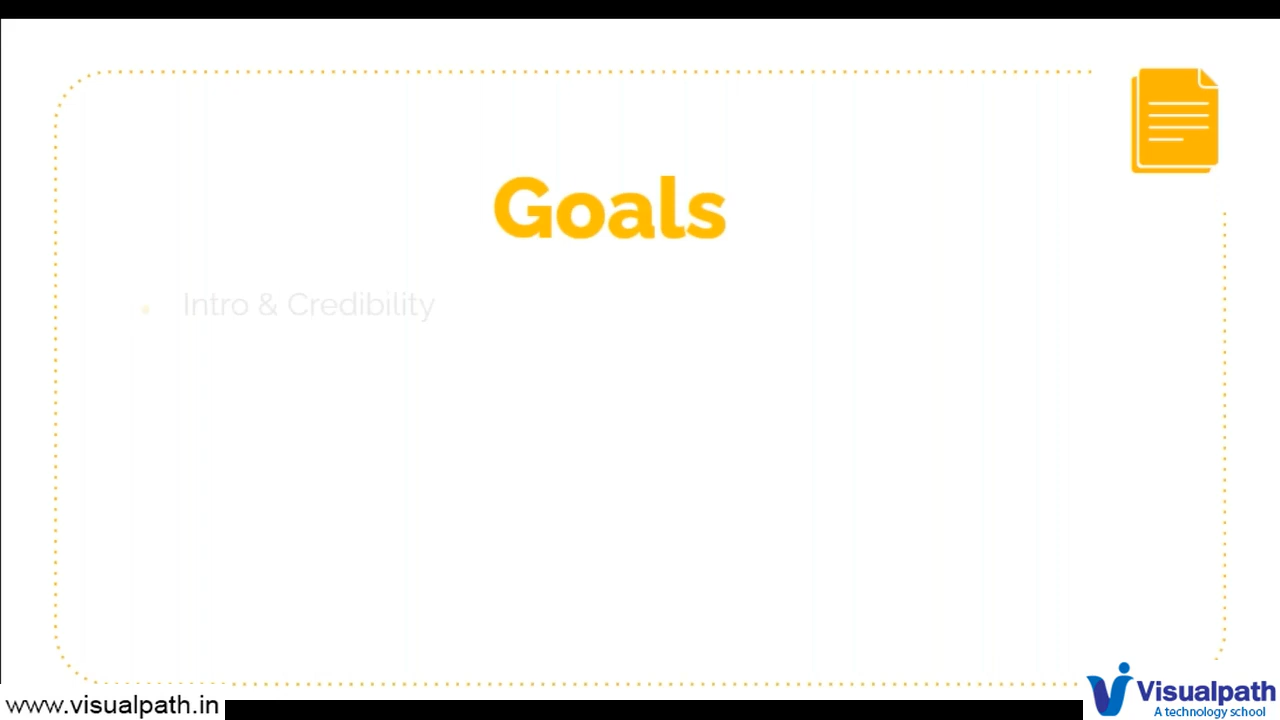 Goals
Intro & Credibility
www.visualpath.in
Visualpath
A technology school